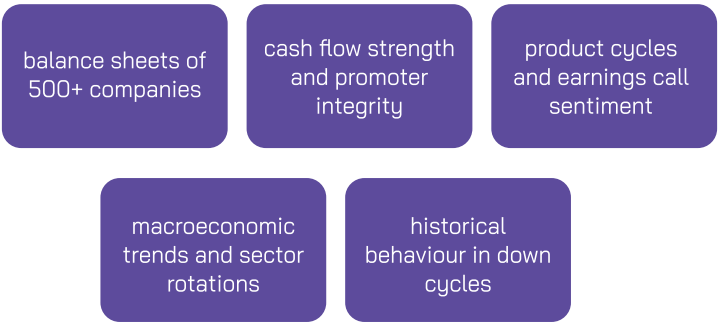 balance sheets of
500+ companies
cash flow strength
and promoter
integrity
product cycles
and earnings call
sentiment
macroeconomic
trends and sector
rotations
historical
behaviour in down
cycles